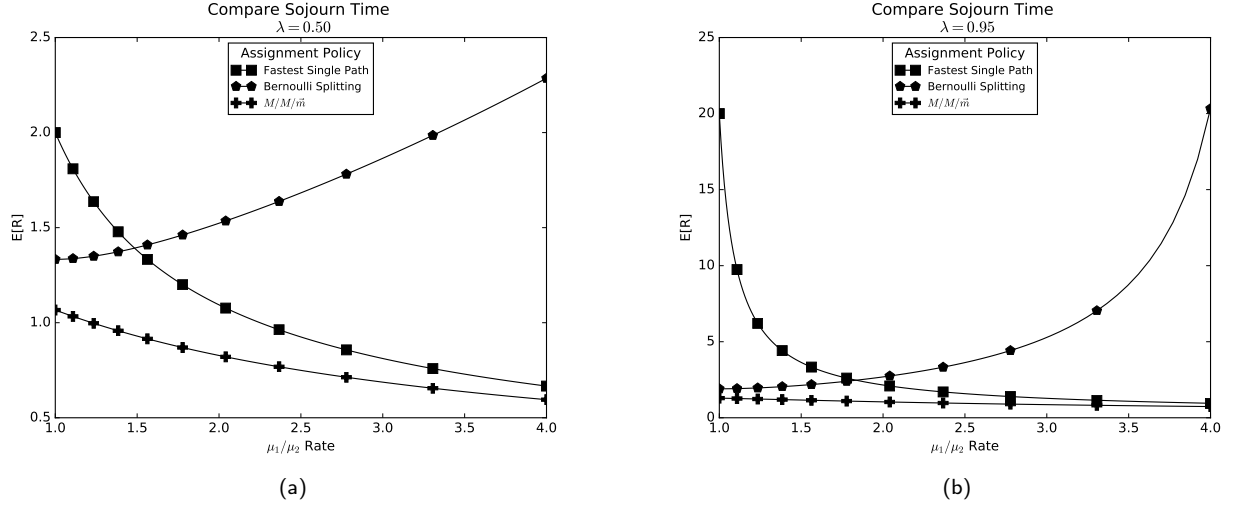 Compare Sojourn Time
λ = 0.50
2.5
2.0
1.5
1.0
0.5
E[R]
Assignment Policy
Fastest Single Path
Bernoulli Splitting
M/M/m⃗
1.0 1.5 2.0 2.5 3.0 3.5 4.0
μ₁/μ₂ Rate
(a)
Compare Sojourn Time
λ = 0.95
25
20
15
10
5
0
E[R]
Assignment Policy
Fastest Single Path
Bernoulli Splitting
M/M/m⃗
1.0 1.5 2.0 2.5 3.0 3.5 4.0
μ₁/μ₂ Rate
(b)